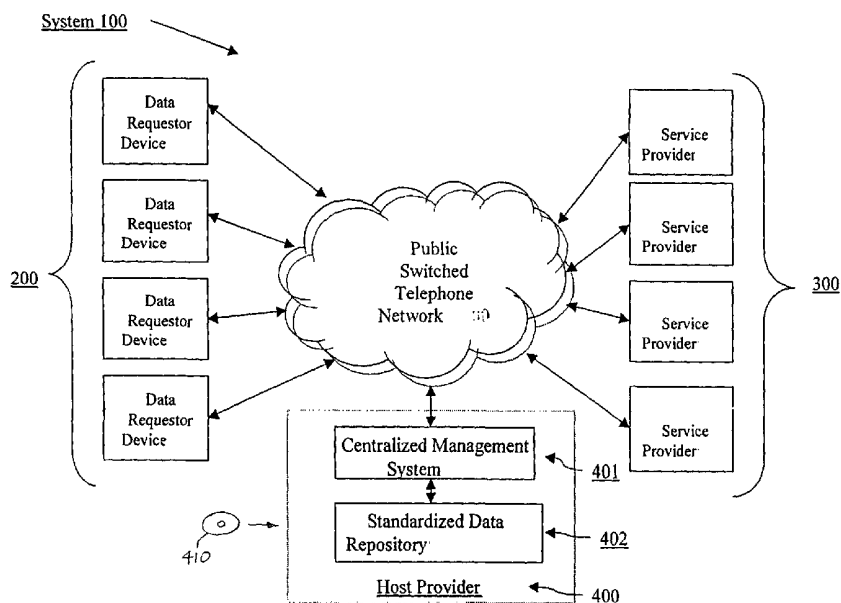 System 100
Data
Requestor
Device
Data
Requestor
Device
Data
Requestor
Device
Data
Requestor
Device
200
Public
Switched
Telephone
Network
Service
Provider
Service
Provider
Service
Provider
Service
Provider
300
Centralized Management
System
401
Standardized Data
Repository
402
410
Host Provider
400